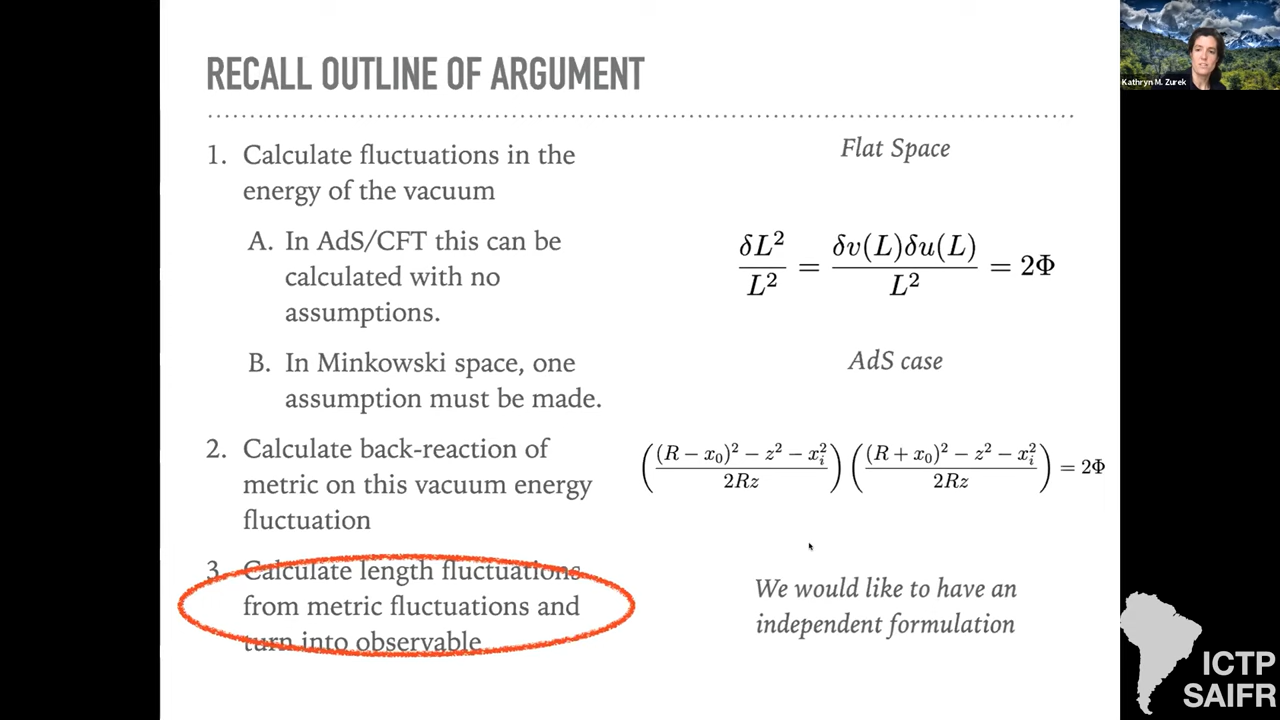 RECALL OUTLINE OF ARGUMENT
1. Calculate fluctuations in the
energy of the vacuum
A. In AdS/CFT this can be
calculated with no
assumptions.
B. In Minkowski space, one
assumption must be made.
2. Calculate back-reaction of
metric on this vacuum energy
fluctuation
3. Calculate length fluctuations
from metric fluctuations and
turn into observable.
Flat Space
δL²/L² = δv(L)δu(L)/L² = 2Φ
AdS case
((R − x₀)² − z² − xᵢ²)/(2Rz) ((R + x₀)² − z² − xᵢ²)/(2Rz) = 2Φ
We would like to have an
independent formulation
Kathryn M. Zurek
ICTP
SAIFR